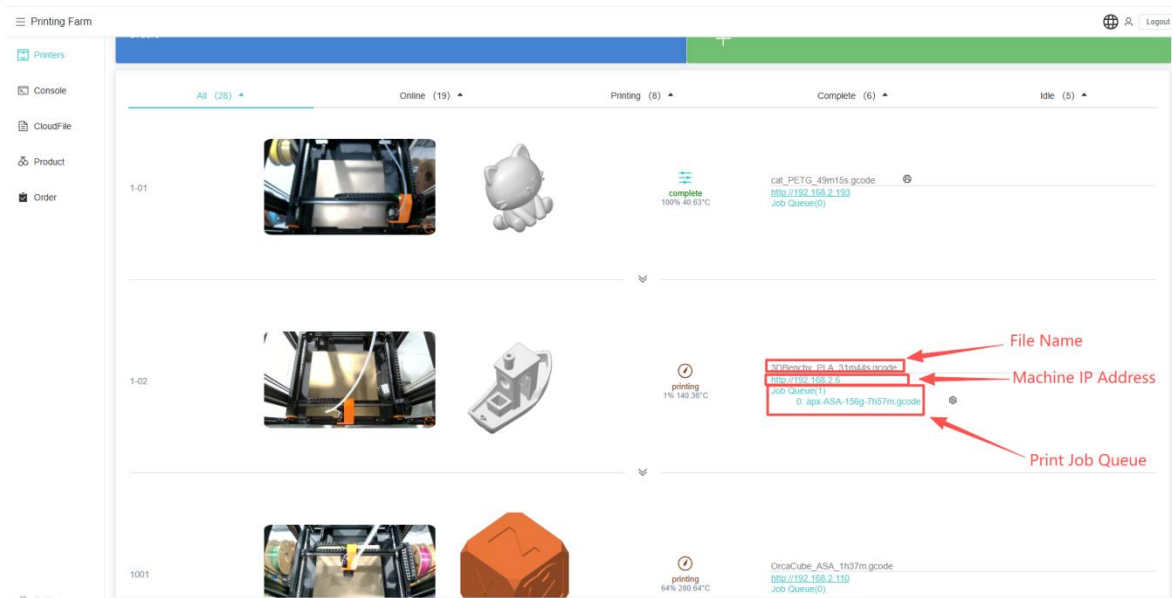 Printing Farm
Logout
Printers
Console
CloudFile
Product
Order
All (28)
Online (19)
Printing (8)
Complete (6)
Idle (5)
1-01
complete
100% 40.63°C
cat_PETG_49m15s.gcode
http://192.168.2.193
Job Queue(0)
1-02
printing
1% 140.36°C
3DBenchy_PLA_31m44s.gcode
http://192.168.2.6
Job Queue(1)
0: apx-ASA-156g-7h57m.gcode
File Name
Machine IP Address
Print Job Queue
1001
printing
64% 280.64°C
OrcaCube_ASA_1h37m.gcode
http://192.168.2.110
Job Queue(0)